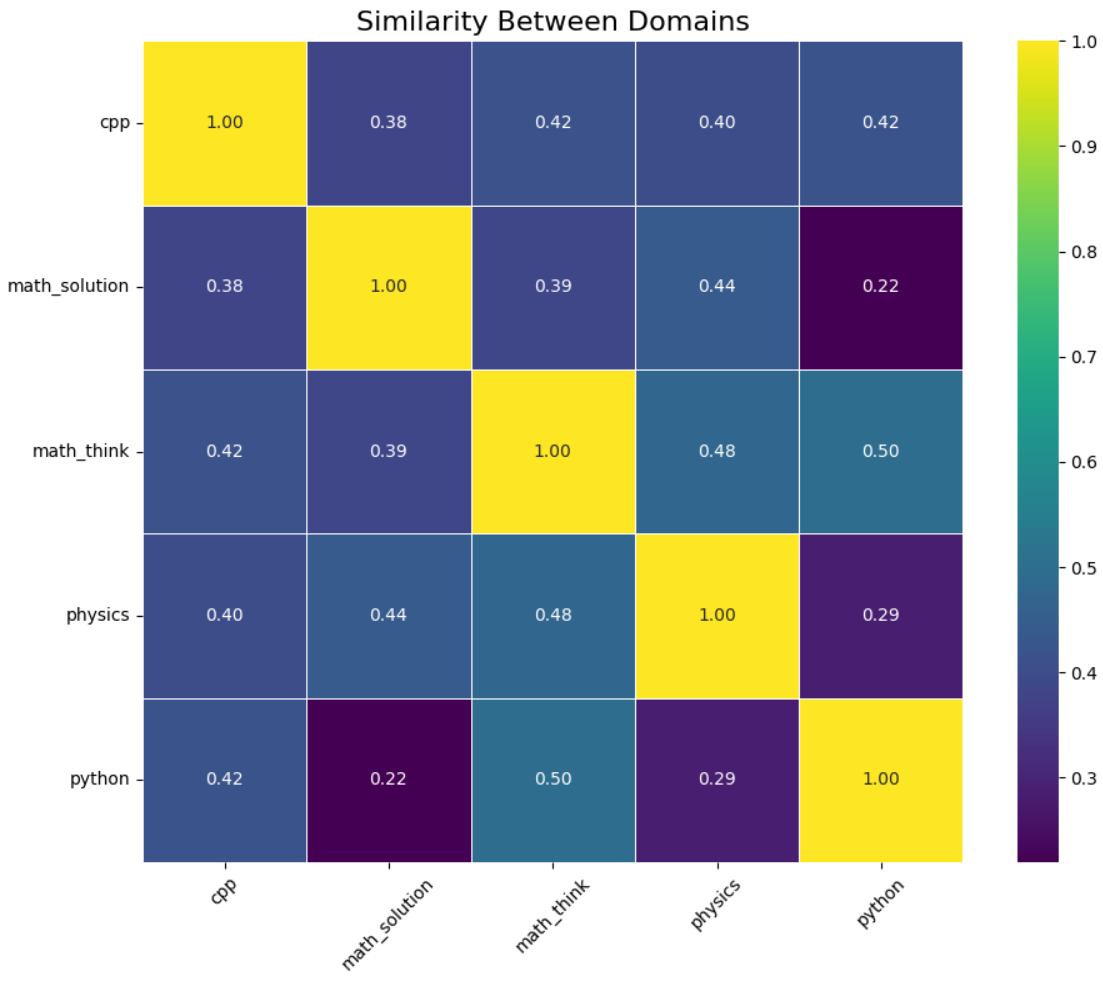 Similarity Between Domains
cpp 1.00 0.38 0.42 0.40 0.42
math_solution 0.38 1.00 0.39 0.44 0.22
math_think 0.42 0.39 1.00 0.48 0.50
physics 0.40 0.44 0.48 1.00 0.29
python 0.42 0.22 0.50 0.29 1.00
cpp math_solution math_think physics python
1.0
0.9
0.8
0.7
0.6
0.5
0.4
0.3